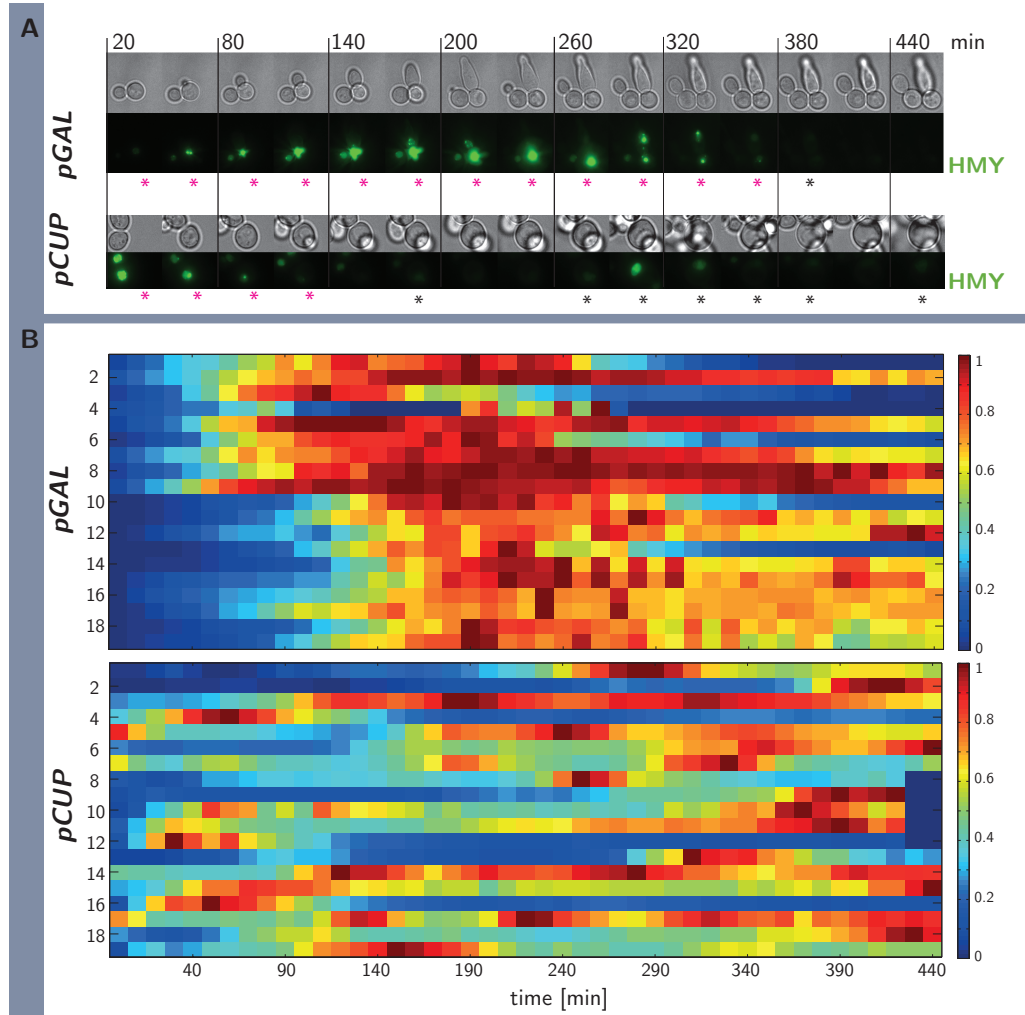 A
20 80 140 200 260 320 380 440 min
pGAL
HMY
* * * * * * * * * * * * *
pCUP
HMY
* * * * * * * * * * * *
B
pGAL
2
4
6
8
10
12
14
16
18
1
0.8
0.6
0.4
0.2
0
pCUP
2
4
6
8
10
12
14
16
18
1
0.8
0.6
0.4
0.2
0
40 90 140 190 240 290 340 390 440
time [min]